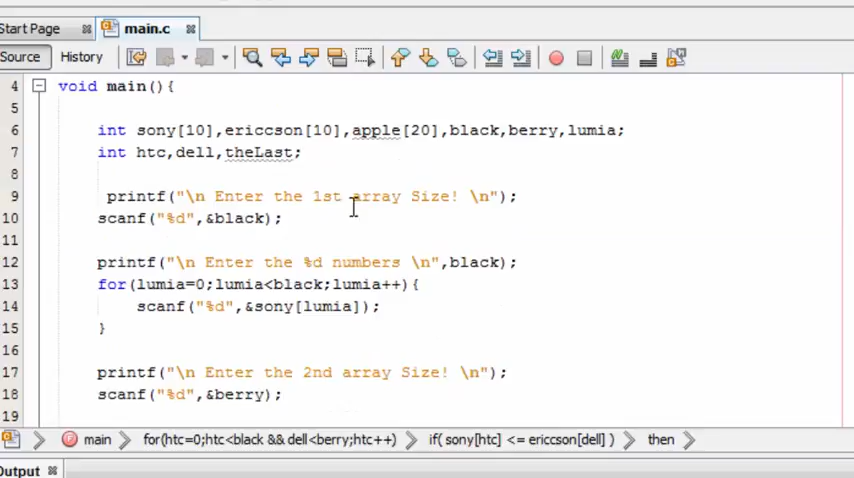 Start Page main.c
Source History
4 void main(){
5
6 int sony[10],ericcson[10],apple[20],black,berry,lumia;
7 int htc,dell,theLast;
8
9 printf("\n Enter the 1st array Size! \n");
10 scanf("%d",&black);
11
12 printf("\n Enter the %d numbers \n",black);
13 for(lumia=0;lumia<black;lumia++){
14 scanf("%d",&sony[lumia]);
15 }
16
17 printf("\n Enter the 2nd array Size! \n");
18 scanf("%d",&berry);
19
main for(htc=0;htc<black && dell<berry;htc++) if( sony[htc] <= ericcson[dell] ) then
Output